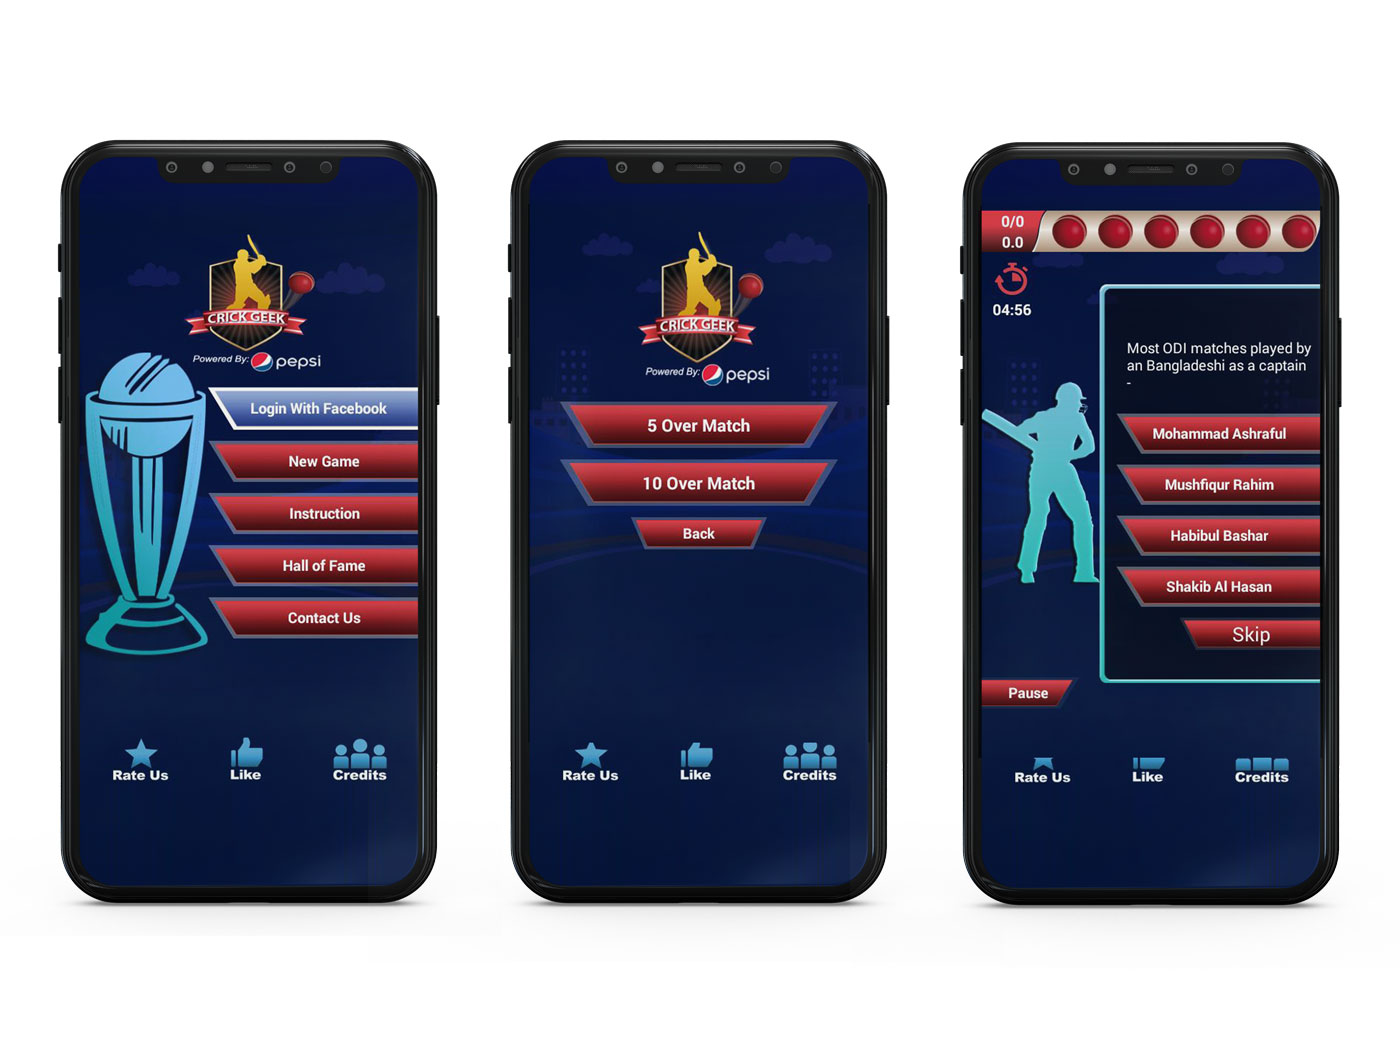 CRICK GEEK
Powered By: pepsi
Login With Facebook
New Game
Instruction
Hall of Fame
Contact Us
Rate Us
Like
Credits
CRICK GEEK
Powered By: pepsi
5 Over Match
10 Over Match
Back
Rate Us
Like
Credits
0/0
0.0
04:56
Most ODI matches played by
an Bangladeshi as a captain
-
Mohammad Ashraful
Mushfiqur Rahim
Habibul Bashar
Shakib Al Hasan
Skip
Pause
Rate Us
Like
Credits